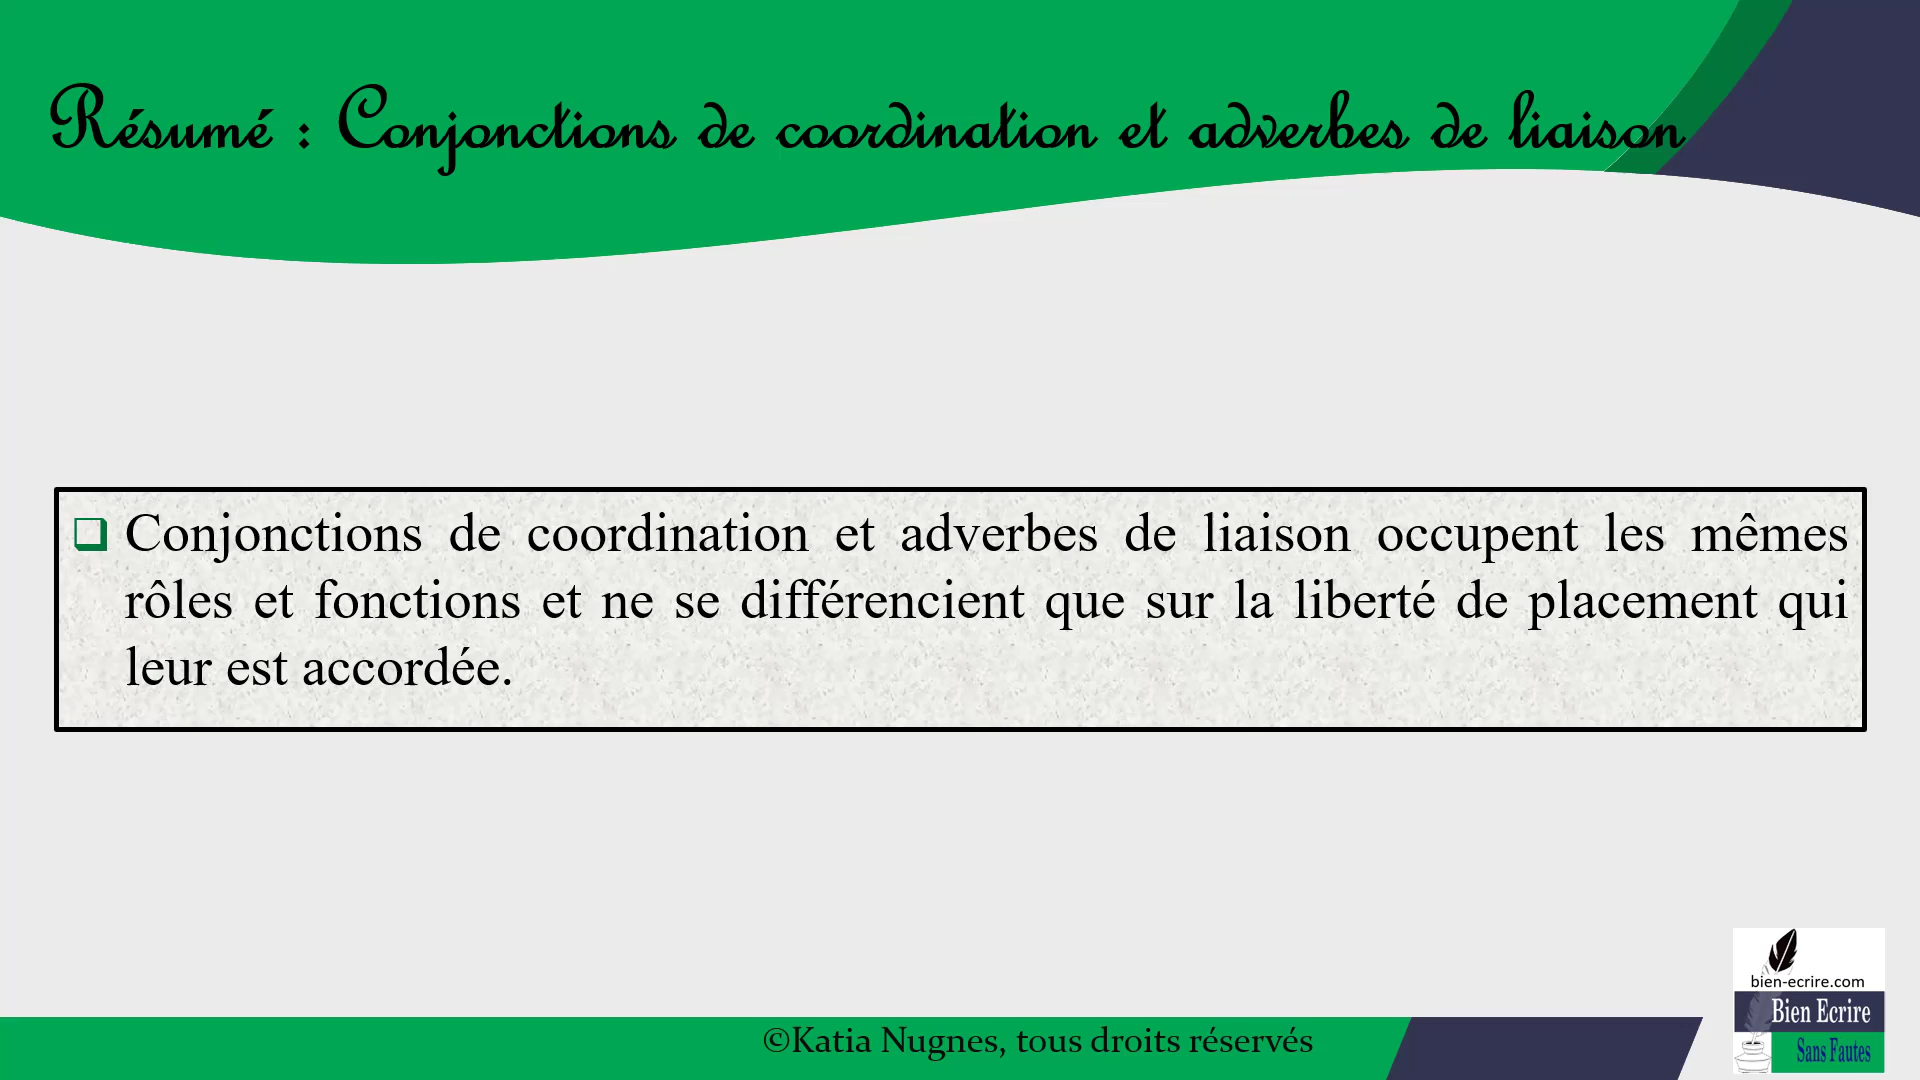 Résumé : Conjonctions de coordination et adverbes de liaison
Conjonctions de coordination et adverbes de liaison occupent les mêmes
rôles et fonctions et ne se différencient que sur la liberté de placement qui
leur est accordée.
bien-ecrire.com
Bien Ecrire
Sans Fautes
©Katia Nugnes, tous droits réservés